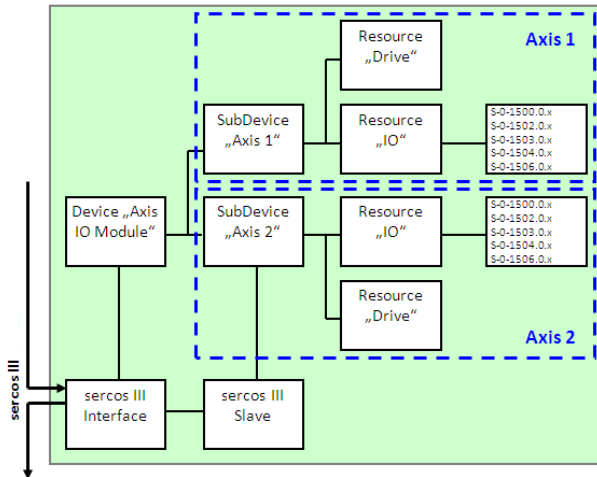 Axis 1
Resource
„Drive“
SubDevice
„Axis 1“
Resource
„IO“
S-0-1500.0.x
S-0-1502.0.x
S-0-1503.0.x
S-0-1504.0.x
S-0-1506.0.x
Device „Axis
IO Module“
SubDevice
„Axis 2“
Resource
„IO“
S-0-1500.0.x
S-0-1502.0.x
S-0-1503.0.x
S-0-1504.0.x
S-0-1506.0.x
Resource
„Drive“
Axis 2
sercos III
sercos III
Interface
sercos III
Slave